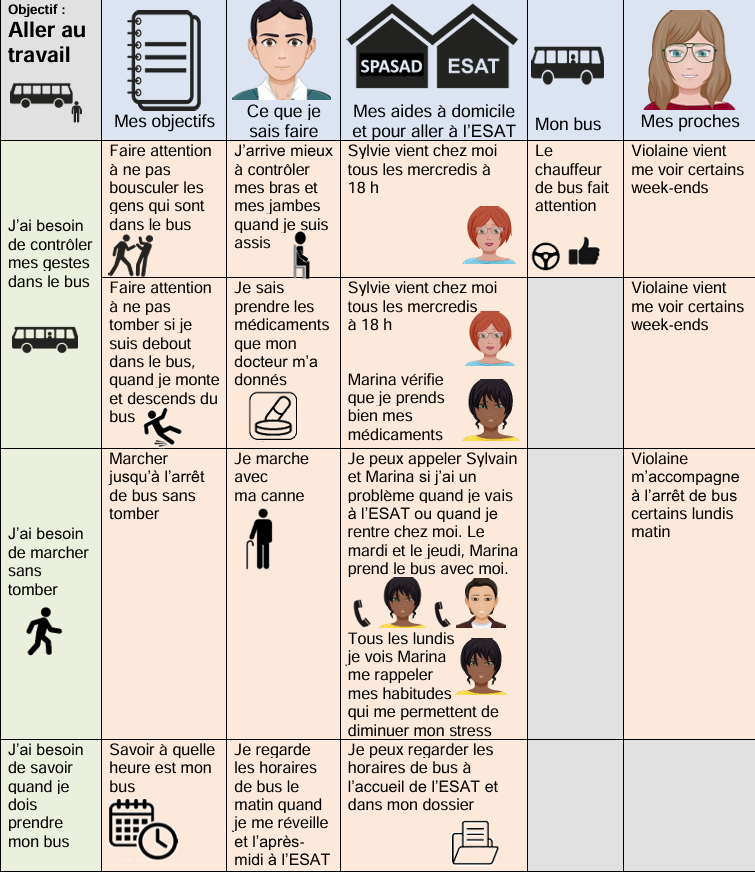 Objectif :
Aller au
travail
Mes objectifs
Ce que je
sais faire
SPASAD
ESAT
Mes aides à domicile
et pour aller à l’ESAT
Mon bus
Mes proches
J’ai besoin
de contrôler
mes gestes
dans le bus
Faire attention
à ne pas
bousculer les
gens qui sont
dans le bus
J’arrive mieux
à contrôler
mes bras et
mes jambes
quand je suis
assis
Sylvie vient chez moi
tous les mercredis à
18 h
Le
chauffeur
de bus fait
attention
Violaine vient
me voir certains
week-ends
Faire attention
à ne pas
tomber si je
suis debout
dans le bus,
quand je monte
et descends du
bus
Je sais
prendre les
médicaments
que mon
docteur m’a
donnés
Sylvie vient chez moi
tous les mercredis
à 18 h
Marina vérifie
que je prends
bien mes
médicaments
Violaine vient
me voir certains
week-ends
J’ai besoin
de marcher
sans
tomber
Marcher
jusqu’à l’arrêt
de bus sans
tomber
Je marche
avec
ma canne
Je peux appeler Sylvain
et Marina si j’ai un
problème quand je vais
à l’ESAT ou quand je
rentre chez moi. Le
mardi et le jeudi, Marina
prend le bus avec moi.
Tous les lundis
je vois Marina
me rappeler
mes habitudes
qui me permettent de
diminuer mon stress
Violaine
m’accompagne
à l’arrêt de bus
certains lundis
matin
J’ai besoin
de savoir
quand je
dois
prendre
mon bus
Savoir à quelle
heure est mon
bus
Je regarde
les horaires
de bus le
matin quand
je me réveille
et l’après-
midi à l’ESAT
Je peux regarder les
horaires de bus à
l’accueil de l’ESAT et
dans mon dossier